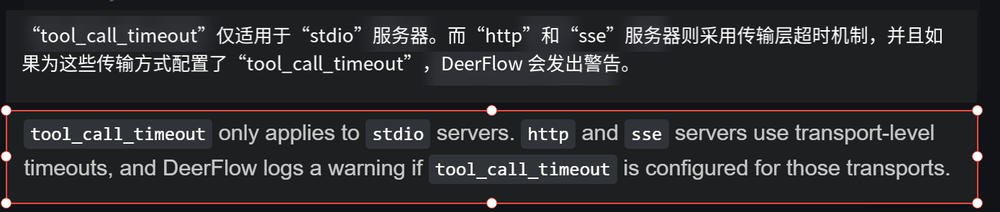 “tool_call_timeout”仅适用于“stdio”服务器。而“http”和“sse”服务器则采用传输层超时机制，并且如
果为这些传输方式配置了“tool_call_timeout”，DeerFlow 会发出警告。
tool_call_timeout only applies to stdio servers. http and sse servers use transport-level
timeouts, and DeerFlow logs a warning if tool_call_timeout is configured for those transports.